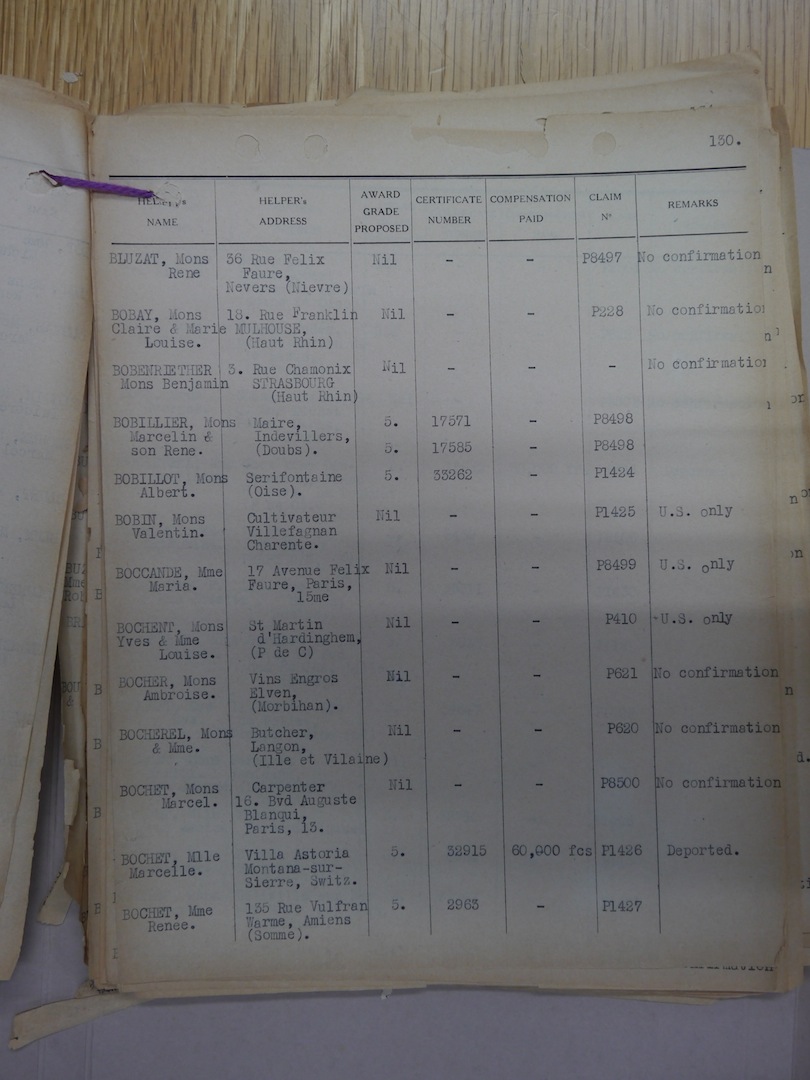 130.
HELPER's NAME HELPER's ADDRESS AWARD GRADE PROPOSED CERTIFICATE NUMBER COMPENSATION PAID CLAIM Nº REMARKS
BLUZAT, Mons 36 Rue Felix Nil - - P8497 No confirmation
Rene Faure,
Nevers (Nievre)
BOBAY, Mons 18. Rue Franklin Nil - - P228 No confirmatio
Claire & Marie MULHOUSE,
Louise. (Haut Rhin)
BOBENRIETHER 3. Rue Chamonix Nil - - - No confirmatio
Mons Benjamin STRASBOURG
(Haut Rhin)
BOBILLIER, Mons Maire, 5. 17571 - P8498
Marcelin & Indevillers,
son Rene. (Doubs). 5. 17585 - P8498
BOBILLOT, Mons Serifontaine 5. 33262 - P1424
Albert. (Oise).
BOBIN, Mons Cultivateur Nil - - P1425 U.S. only
Valentin. Villefagnan
Charente.
BOCCANDE, Mme 17 Avenue Felix Nil - - P8499 U.S. only
Maria. Faure, Paris,
15me
BOCHENT, Mons St Martin Nil - - P410 U.S. only
Yves & Mme d'Hardinghem,
Louise. (P de C)
BOCHER, Mons Vins Engros Nil - - P621 No confirmation
Ambroise. Elven,
(Morbihan).
BOCHEREL, Mons Butcher, Nil - - P620 No confirmation
& Mme. Langon,
(Ille et Vilaine)
BOCHET, Mons Carpenter Nil - - P8500 No confirmation
Marcel. 16. Bvd Auguste
Blanqui,
Paris, 13.
BOCHET, Mlle Villa Astoria 5. 32915 60,000 fcs P1426 Deported.
Marcelle. Montana-sur-
Sierre, Switz.
BOCHET, Mme 135 Rue Vulfran 5. 2963 - P1427
Renee. Warme, Amiens
(Somme).